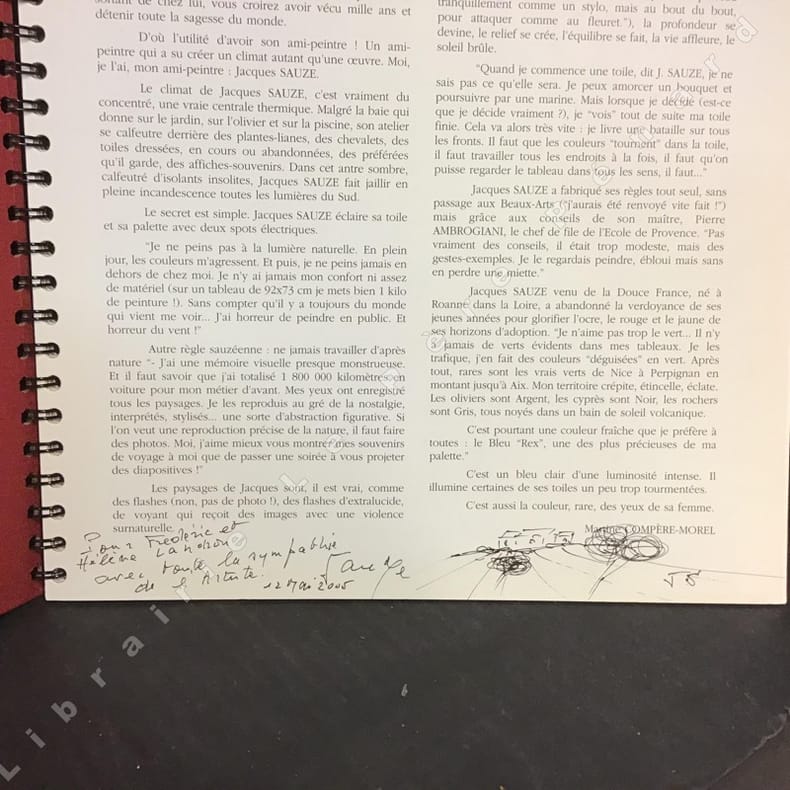 sonant de chez lui, vous croirez avoir vécu mille ans et
détenir toute la sagesse du monde.
D'où l'utilité d'avoir son ami-peintre ! Un ami-
peintre qui a su créer un climat autant qu'une œuvre. Moi,
je l'ai, mon ami-peintre : Jacques SAUZE.
Le climat de Jacques SAUZE, c'est vraiment du
concentré, une vraie centrale thermique. Malgré la baie qui
donne sur le jardin, sur l'olivier et sur la piscine, son atelier
se calfeutre derrière des plantes-lianes, des chevalets, des
toiles dressées, en cours ou abandonnées, des préférées
qu'il garde, des affiches-souvenirs. Dans cet antre sombre,
calfeutré d'isolants insolites, Jacques SAUZE fait jaillir en
pleine incandescence toutes les lumières du Sud.
Le secret est simple. Jacques SAUZE éclaire sa toile
et sa palette avec deux spots électriques.
"Je ne peins pas à la lumière naturelle. En plein
jour, les couleurs m'agressent. Et puis, je ne peins jamais en
dehors de chez moi. Je n'y ai jamais mon confort ni assez
de matériel (sur un tableau de 92x73 cm je mets bien 1 kilo
de peinture !). Sans compter qu'il y a toujours du monde
qui vient me voir... J'ai horreur de peindre en public. Et
horreur du vent !"
Autre règle sauzéenne : ne jamais travailler d'après
nature "- J'ai une mémoire visuelle presque monstrueuse.
Et il faut savoir que j'ai totalisé 1 800 000 kilomètres en
voiture pour mon métier d'avant. Mes yeux ont enregistré
tous les paysages. Je les reproduis au gré de la nostalgie,
interprétés, stylisés... une sorte d'abstraction figurative. Si
l'on veut une reproduction précise de la nature, il faut faire
des photos. Moi, j'aime mieux vous montrer mes souvenirs
de voyage à moi que de passer une soirée à vous projeter
des diapositives !"
Les paysages de Jacques sont, il est vrai, comme
des flashes (non, pas de photo !), des flashes d'extralucide,
de voyant qui reçoit des images avec une violence
surnaturelle.
Pour Frédéric et
Hélène
avec toute la sympathie
de l'Artiste.
12 Mai 2005
Sauze
tranquillement comme un stylo, mais au bout du bout,
pour attaquer comme au fleuret."), la profondeur se
devine, le relief se crée, l'équilibre se fait, la vie affleure, le
soleil brûle.
"Quand je commence une toile, dit J. SAUZE, je ne
sais pas ce qu'elle sera. Je peux amorcer un bouquet et
poursuivre par une marine. Mais lorsque je décide (est-ce
que je décide vraiment ?), je "vois" tout de suite ma toile
finie. Cela va alors très vite : je livre une bataille sur tous
les fronts. Il faut que les couleurs "tournent" dans la toile,
il faut travailler tous les endroits à la fois, il faut qu'on
puisse regarder le tableau dans tous les sens, il faut..."
Jacques SAUZE a fabriqué ses règles tout seul, sans
passage aux Beaux-Arts ("j'aurais été renvoyé vite fait !")
mais grâce aux conseils de son maître, Pierre
AMBROGIANI, le chef de file de l'Ecole de Provence. "Pas
vraiment des conseils, il était trop modeste, mais des
gestes-exemples. Je le regardais peindre, ébloui mais sans
en perdre une miette."
Jacques SAUZE venu de la Douce France, né à
Roanne dans la Loire, a abandonné la verdoyance de ses
jeunes années pour glorifier l'ocre, le rouge et le jaune de
ses horizons d'adoption. "Je n'aime pas trop le vert... Il n'y
a jamais de verts évidents dans mes tableaux. Je les
trafique, j'en fait des couleurs "déguisées" en vert. Après
tout, rares sont les vrais verts de Nice à Perpignan en
montant jusqu'à Aix. Mon territoire crépite, étincelle, éclate.
Les oliviers sont Argent, les cyprès sont Noir, les rochers
sont Gris, tous noyés dans un bain de soleil volcanique.
C'est pourtant une couleur fraîche que je préfère à
toutes : le Bleu "Rex", une des plus précieuses de ma
palette."
C'est un bleu clair d'une luminosité intense. Il
illumine certaines de ses toiles un peu trop tourmentées.
C'est aussi la couleur, rare, des yeux de sa femme.
COMPÈRE-MOREL